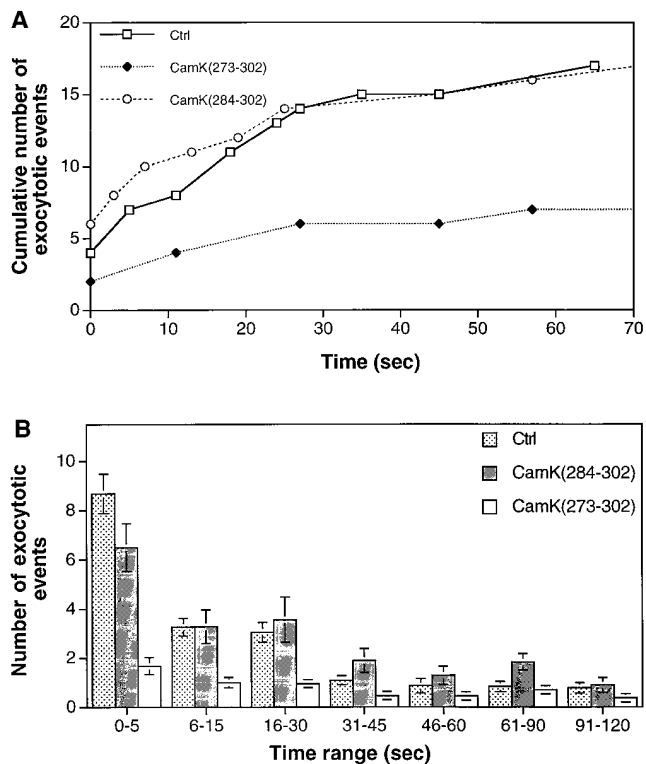 A
20
15
10
5
0
Cumulative number of
exocytotic events
Ctrl
CamK(273-302)
CamK(284-302)
0 10 20 30 40 50 60 70
Time (sec)
B
10
8
6
4
2
0
Number of exocytotic
events
Ctrl
CamK(284-302)
CamK(273-302)
0-5 6-15 16-30 31-45 46-60 61-90 91-120
Time range (sec)